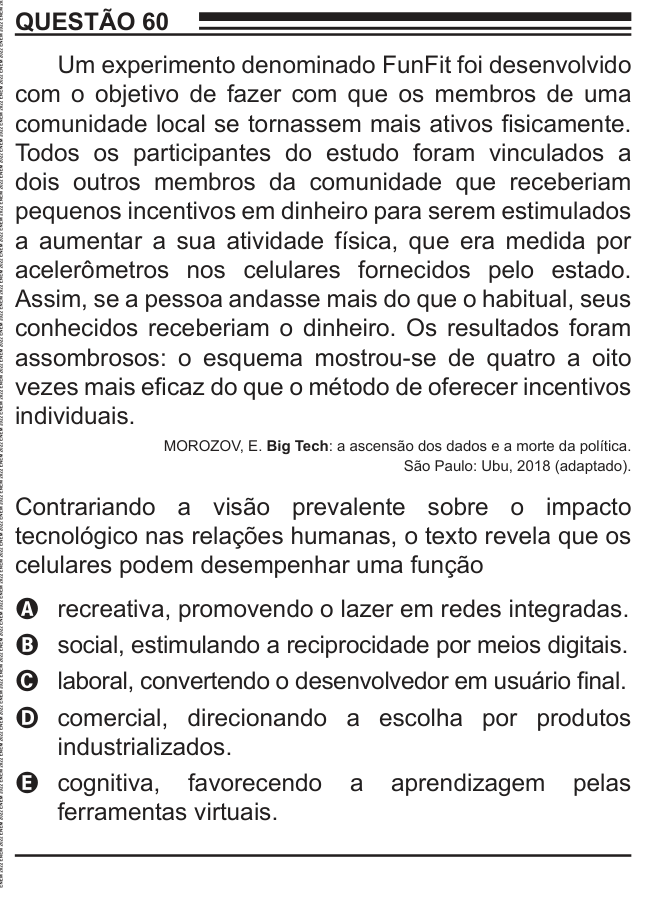 QUESTÃO 60
Um experimento denominado FunFit foi desenvolvido
com o objetivo de fazer com que os membros de uma
comunidade local se tornassem mais ativos fisicamente.
Todos os participantes do estudo foram vinculados a
dois outros membros da comunidade que receberiam
pequenos incentivos em dinheiro para serem estimulados
a aumentar a sua atividade física, que era medida por
acelerômetros nos celulares fornecidos pelo estado.
Assim, se a pessoa andasse mais do que o habitual, seus
conhecidos receberiam o dinheiro. Os resultados foram
assombrosos: o esquema mostrou-se de quatro a oito
vezes mais eficaz do que o método de oferecer incentivos
individuais.
MOROZOV, E. Big Tech: a ascensão dos dados e a morte da política.
São Paulo: Ubu, 2018 (adaptado).
Contrariando a visão prevalente sobre o impacto
tecnológico nas relações humanas, o texto revela que os
celulares podem desempenhar uma função
A recreativa, promovendo o lazer em redes integradas.
B social, estimulando a reciprocidade por meios digitais.
C laboral, convertendo o desenvolvedor em usuário final.
D comercial, direcionando a escolha por produtos
industrializados.
E cognitiva, favorecendo a aprendizagem pelas
ferramentas virtuais.